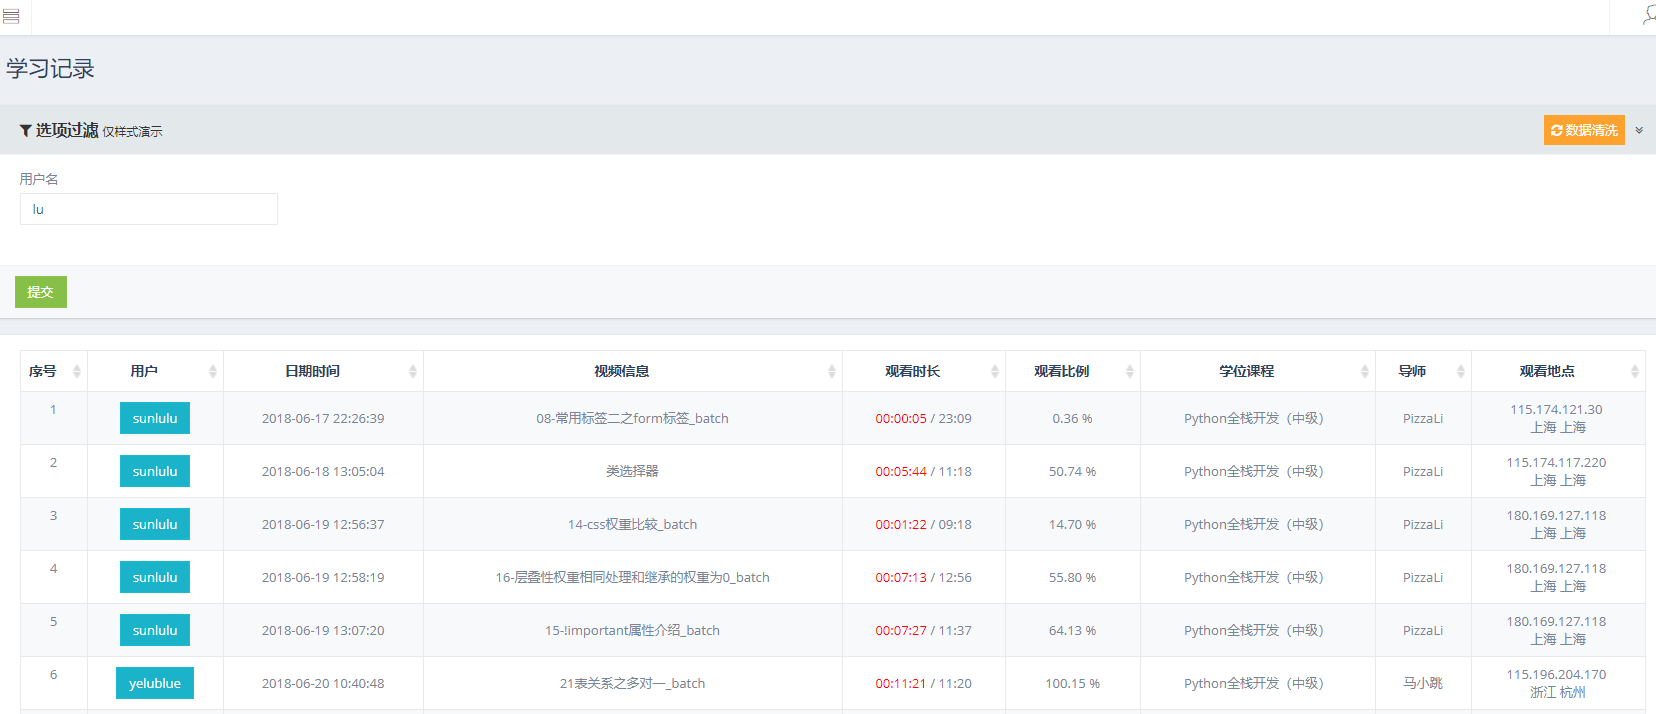 学习记录
选项过滤 仅样式演示
数据清洗
用户名
lu
提交
序号 用户 日期时间 视频信息 观看时长 观看比例 学位课程 导师 观看地点
1 sunlulu 2018-06-17 22:26:39 08-常用标签二之form标签_batch 00:00:05 / 23:09 0.36 % Python全栈开发（中级） PizzaLi 115.174.121.30
上海 上海
2 sunlulu 2018-06-18 13:05:04 类选择器 00:05:44 / 11:18 50.74 % Python全栈开发（中级） PizzaLi 115.174.117.220
上海 上海
3 sunlulu 2018-06-19 12:56:37 14-css权重比较_batch 00:01:22 / 09:18 14.70 % Python全栈开发（中级） PizzaLi 180.169.127.118
上海 上海
4 sunlulu 2018-06-19 12:58:19 16-层叠性权重相同处理和继承的权重为0_batch 00:07:13 / 12:56 55.80 % Python全栈开发（中级） PizzaLi 180.169.127.118
上海 上海
5 sunlulu 2018-06-19 13:07:20 15-!important属性介绍_batch 00:07:27 / 11:37 64.13 % Python全栈开发（中级） PizzaLi 180.169.127.118
上海 上海
6 yelublue 2018-06-20 10:40:48 21表关系之多对一_batch 00:11:21 / 11:20 100.15 % Python全栈开发（中级） 马小跳 115.196.204.170
浙江 杭州